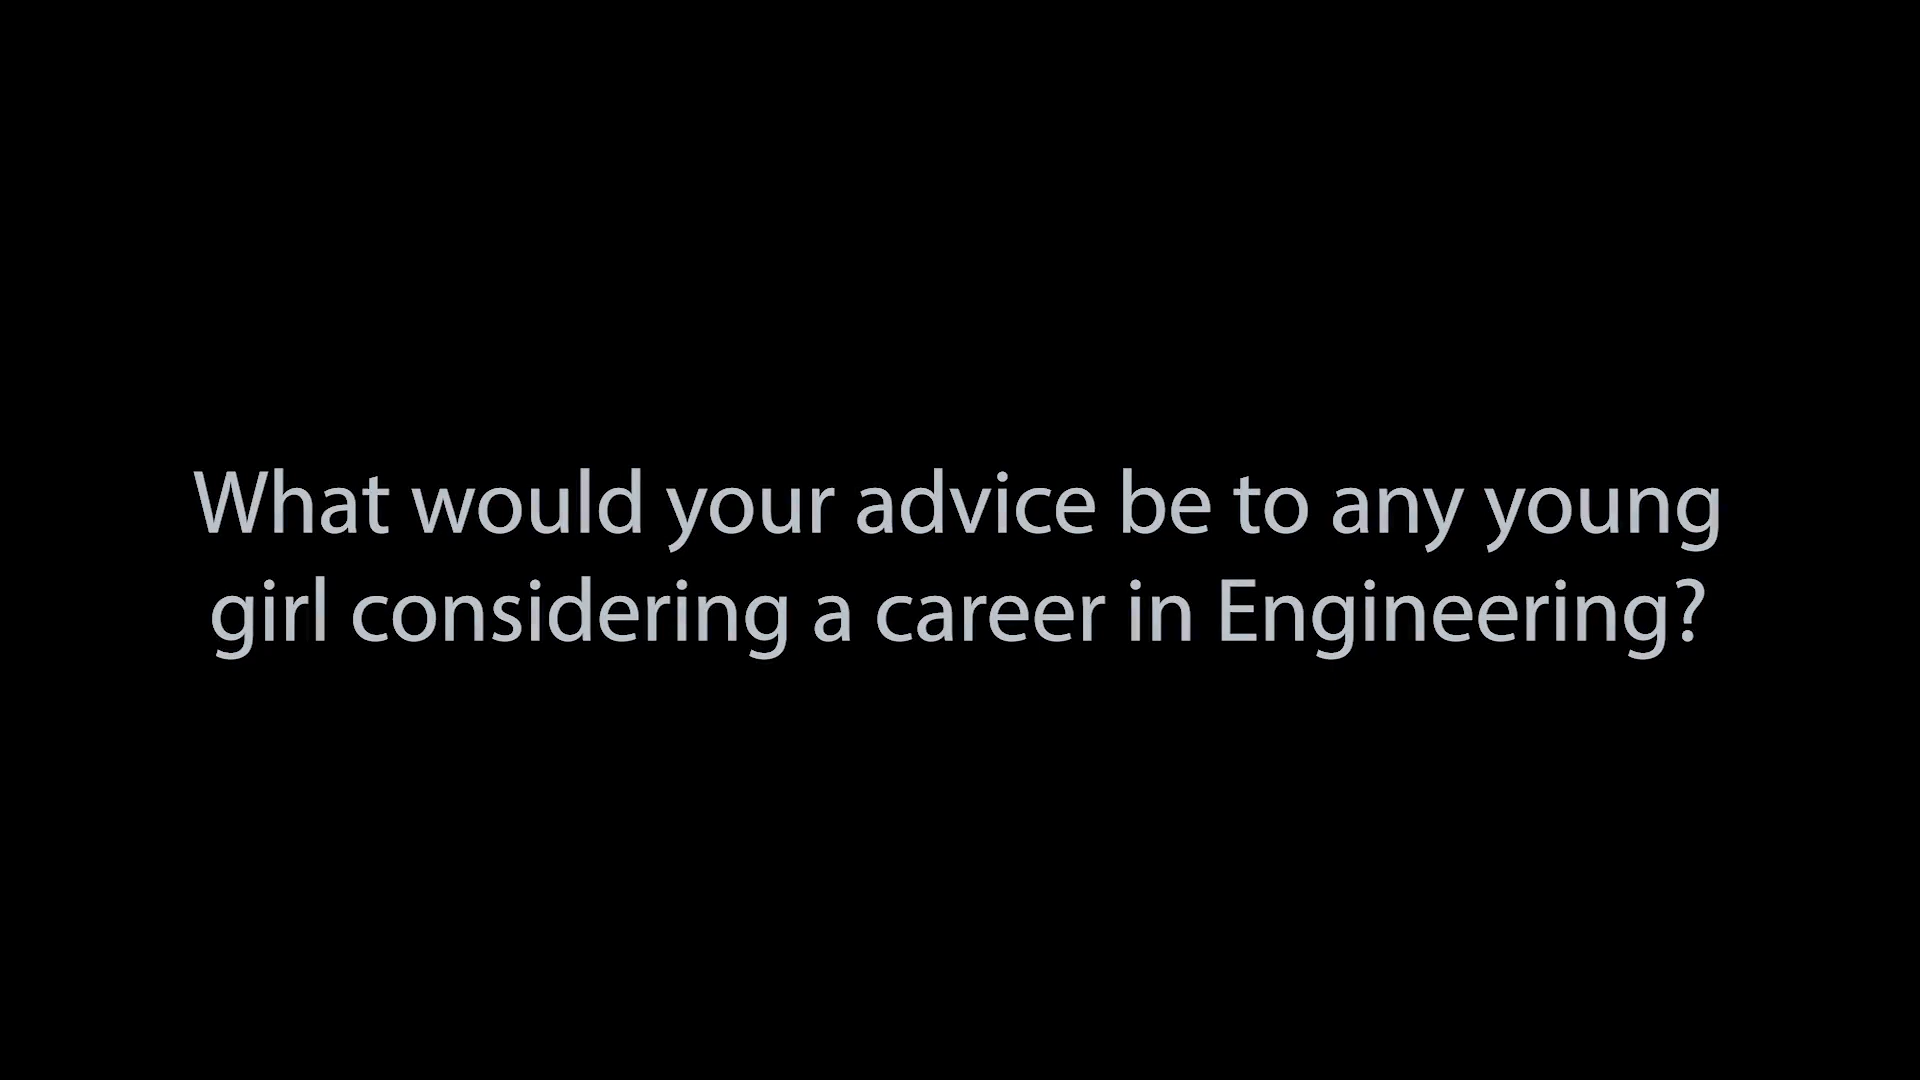 What would your advice be to any young
girl considering a career in Engineering?